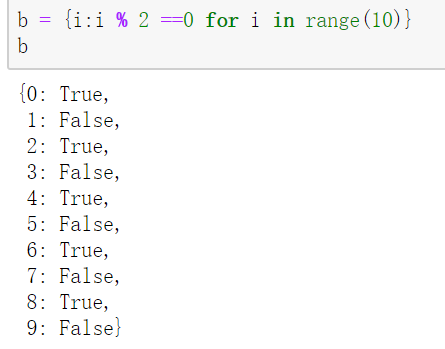 b = {i:i % 2 ==0 for i in range(10)}
b
{0: True,
1: False,
2: True,
3: False,
4: True,
5: False,
6: True,
7: False,
8: True,
9: False}